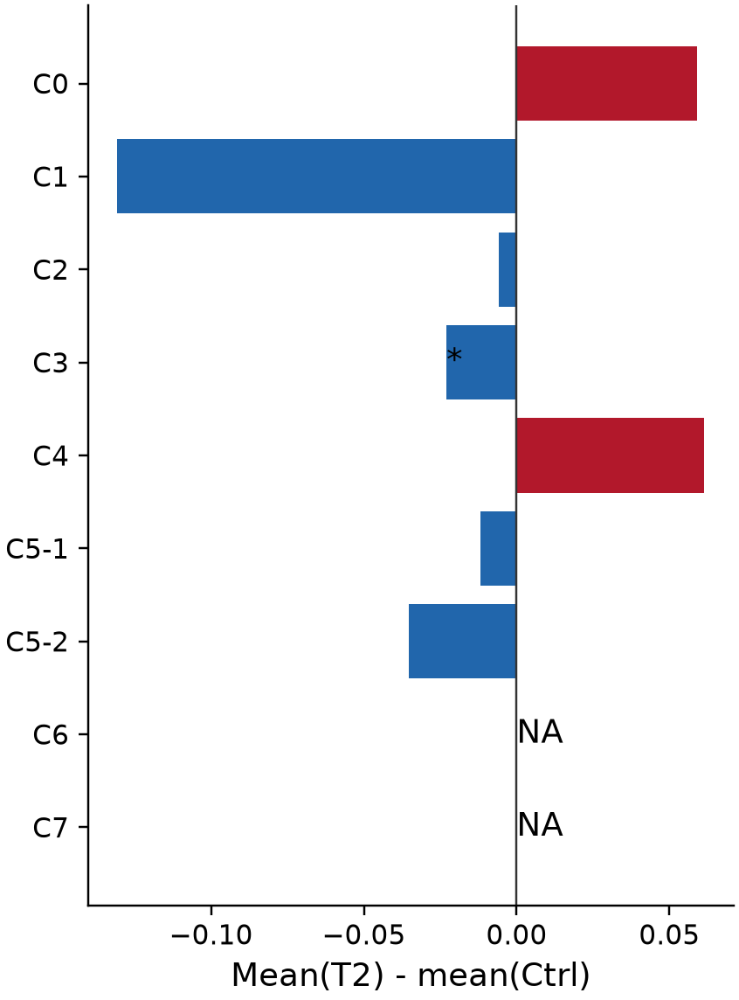 C0
C1
C2
C3
*
C4
C5-1
C5-2
C6
NA
C7
NA
−0.10
−0.05
0.00
0.05
Mean(T2) - mean(Ctrl)